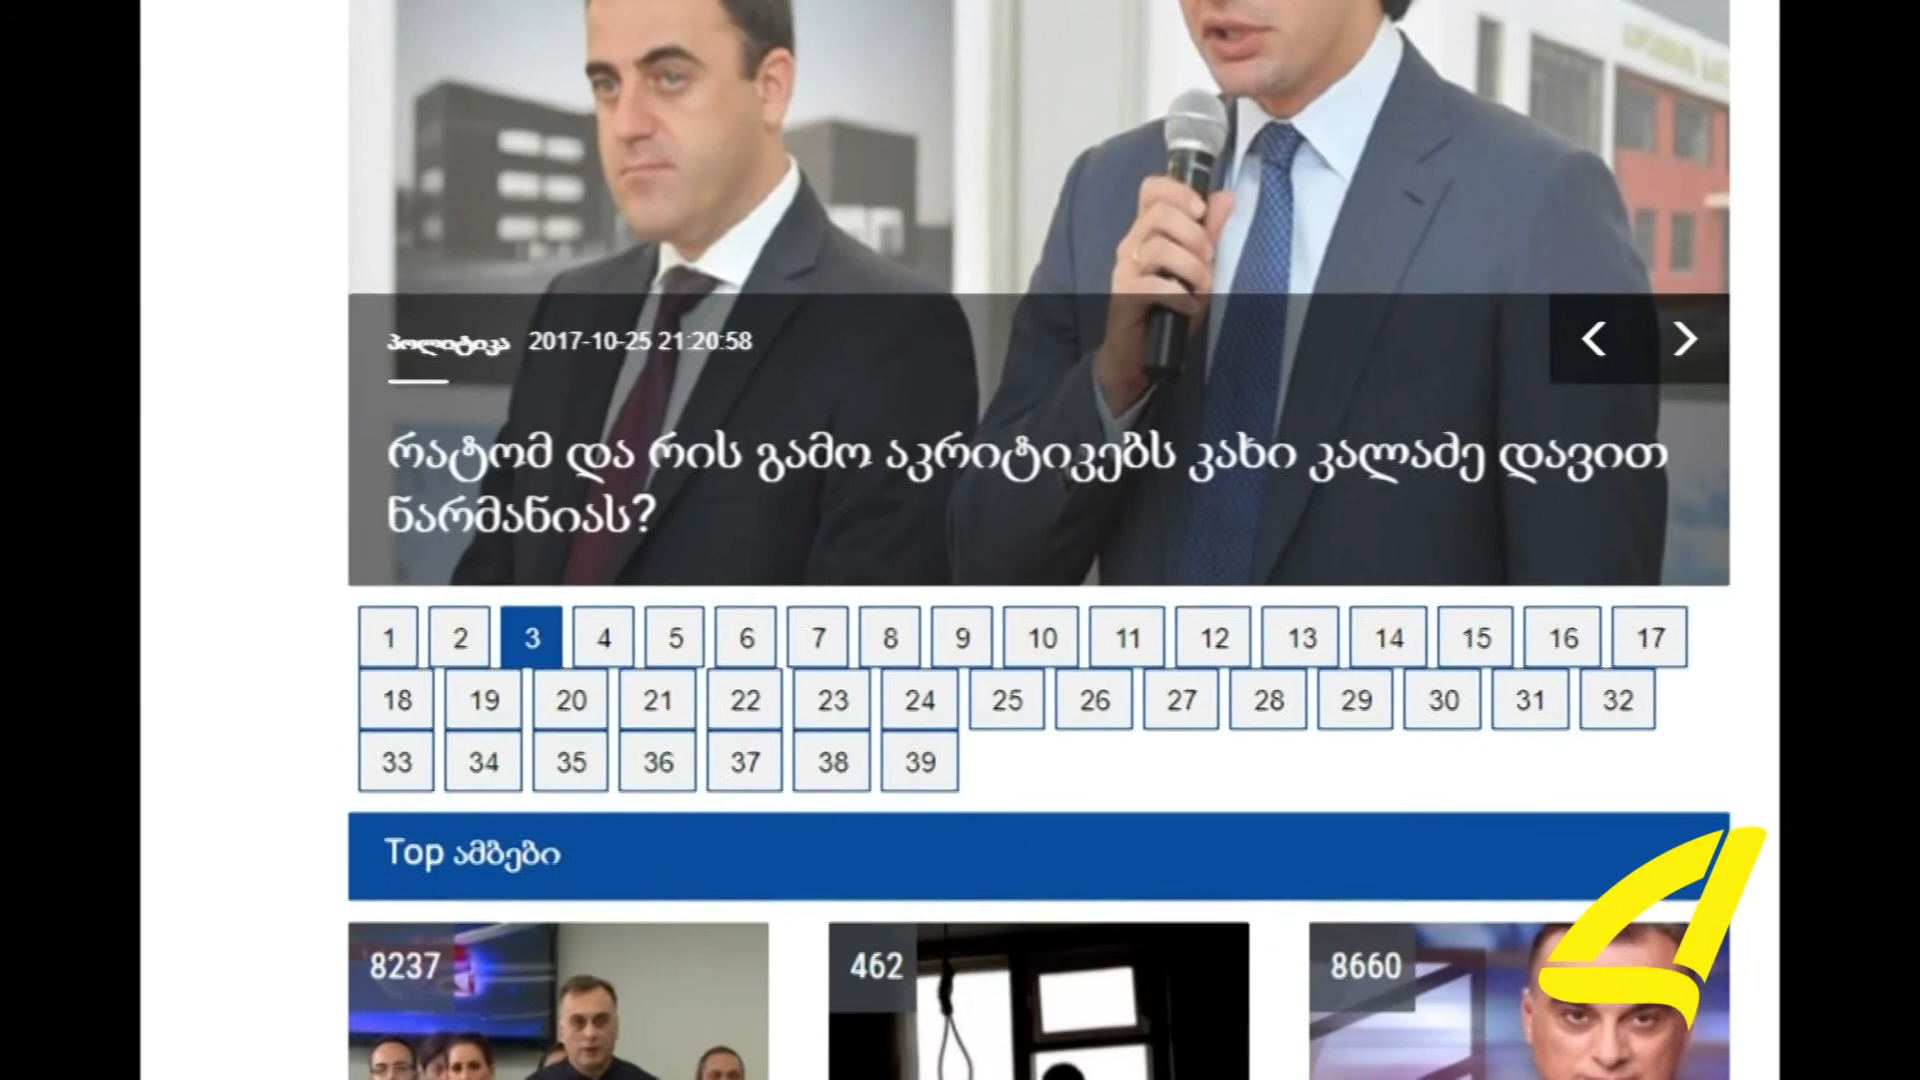 პოლიტიკა 2017-10-25 21:20:58
რატომ და რის გამო აკრიტიკებს კახი კალაძე დავით
ნარმანიას?
1 2 3 4 5 6 7 8 9 10 11 12 13 14 15 16 17
18 19 20 21 22 23 24 25 26 27 28 29 30 31 32
33 34 35 36 37 38 39
Top ამბები
8237 462 8660